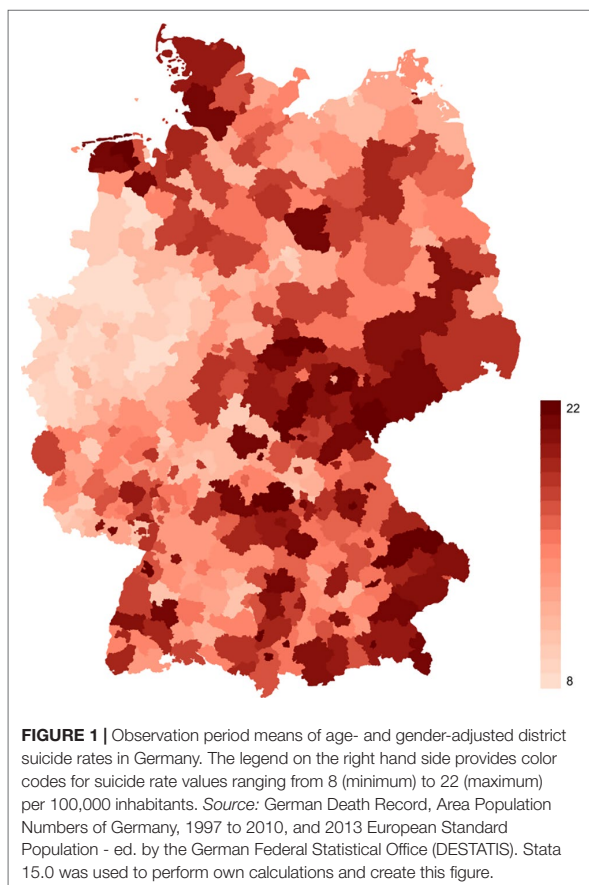 22
8
FIGURE 1 | Observation period means of age- and gender-adjusted district
suicide rates in Germany. The legend on the right hand side provides color
codes for suicide rate values ranging from 8 (minimum) to 22 (maximum)
per 100,000 inhabitants. Source: German Death Record, Area Population
Numbers of Germany, 1997 to 2010, and 2013 European Standard
Population - ed. by the German Federal Statistical Office (DESTATIS). Stata
15.0 was used to perform own calculations and create this figure.